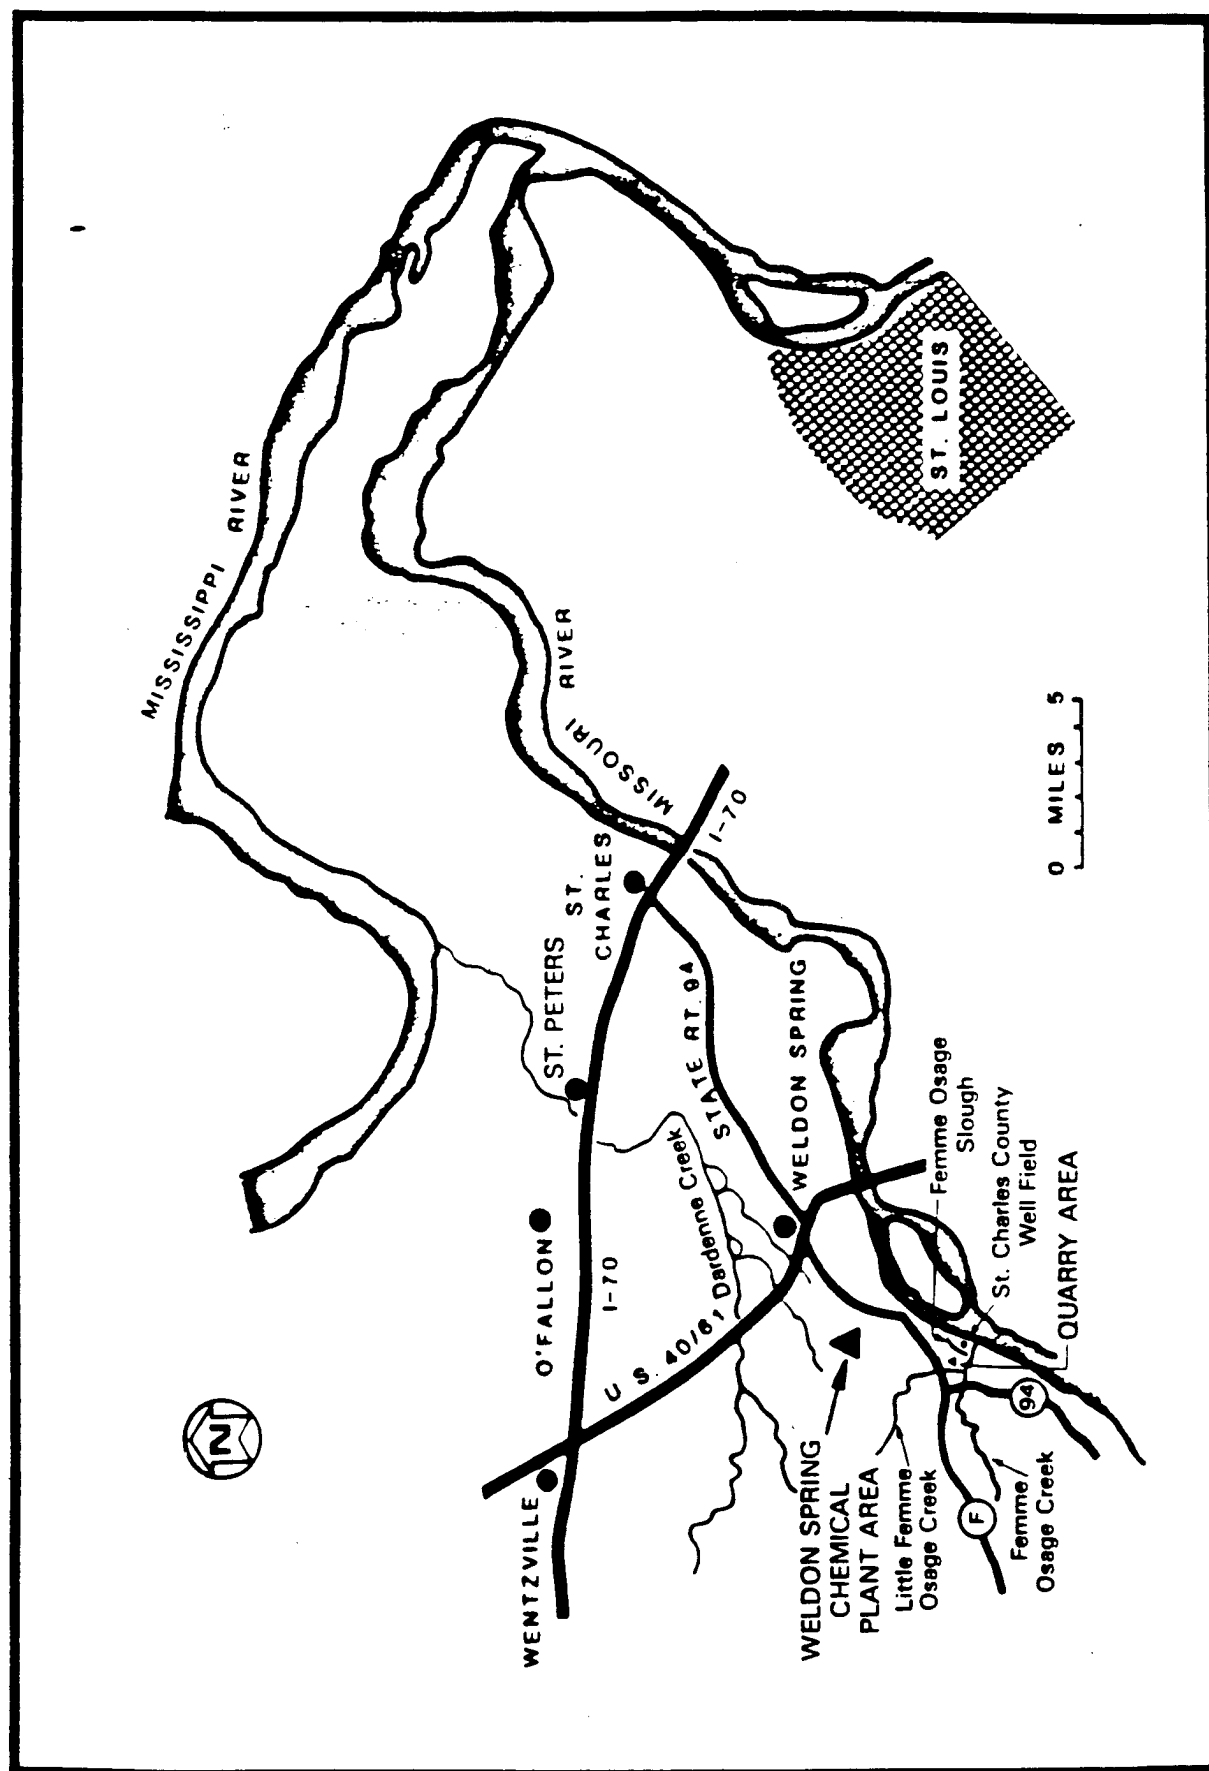 N
MISSISSIPPI RIVER
MISSOURI RIVER
ST. LOUIS
WENTZVILLE
O'FALLON
ST. PETERS
ST.
CHARLES
I-70
I-70
U S. 40/61
Dardenne Creek
STATE RT. 94
WELDON SPRING
WELDON SPRING
CHEMICAL
PLANT AREA
Little Femme
Osage Creek
F
Femme
Osage Creek
94
Femme Osage
Slough
St. Charles County
Well Field
QUARRY AREA
0 MILES 5